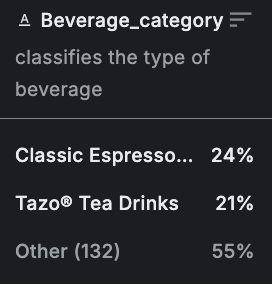 A Beverage_category
classifies the type of
beverage
Classic Espresso... 24%
Tazo® Tea Drinks 21%
Other (132) 55%